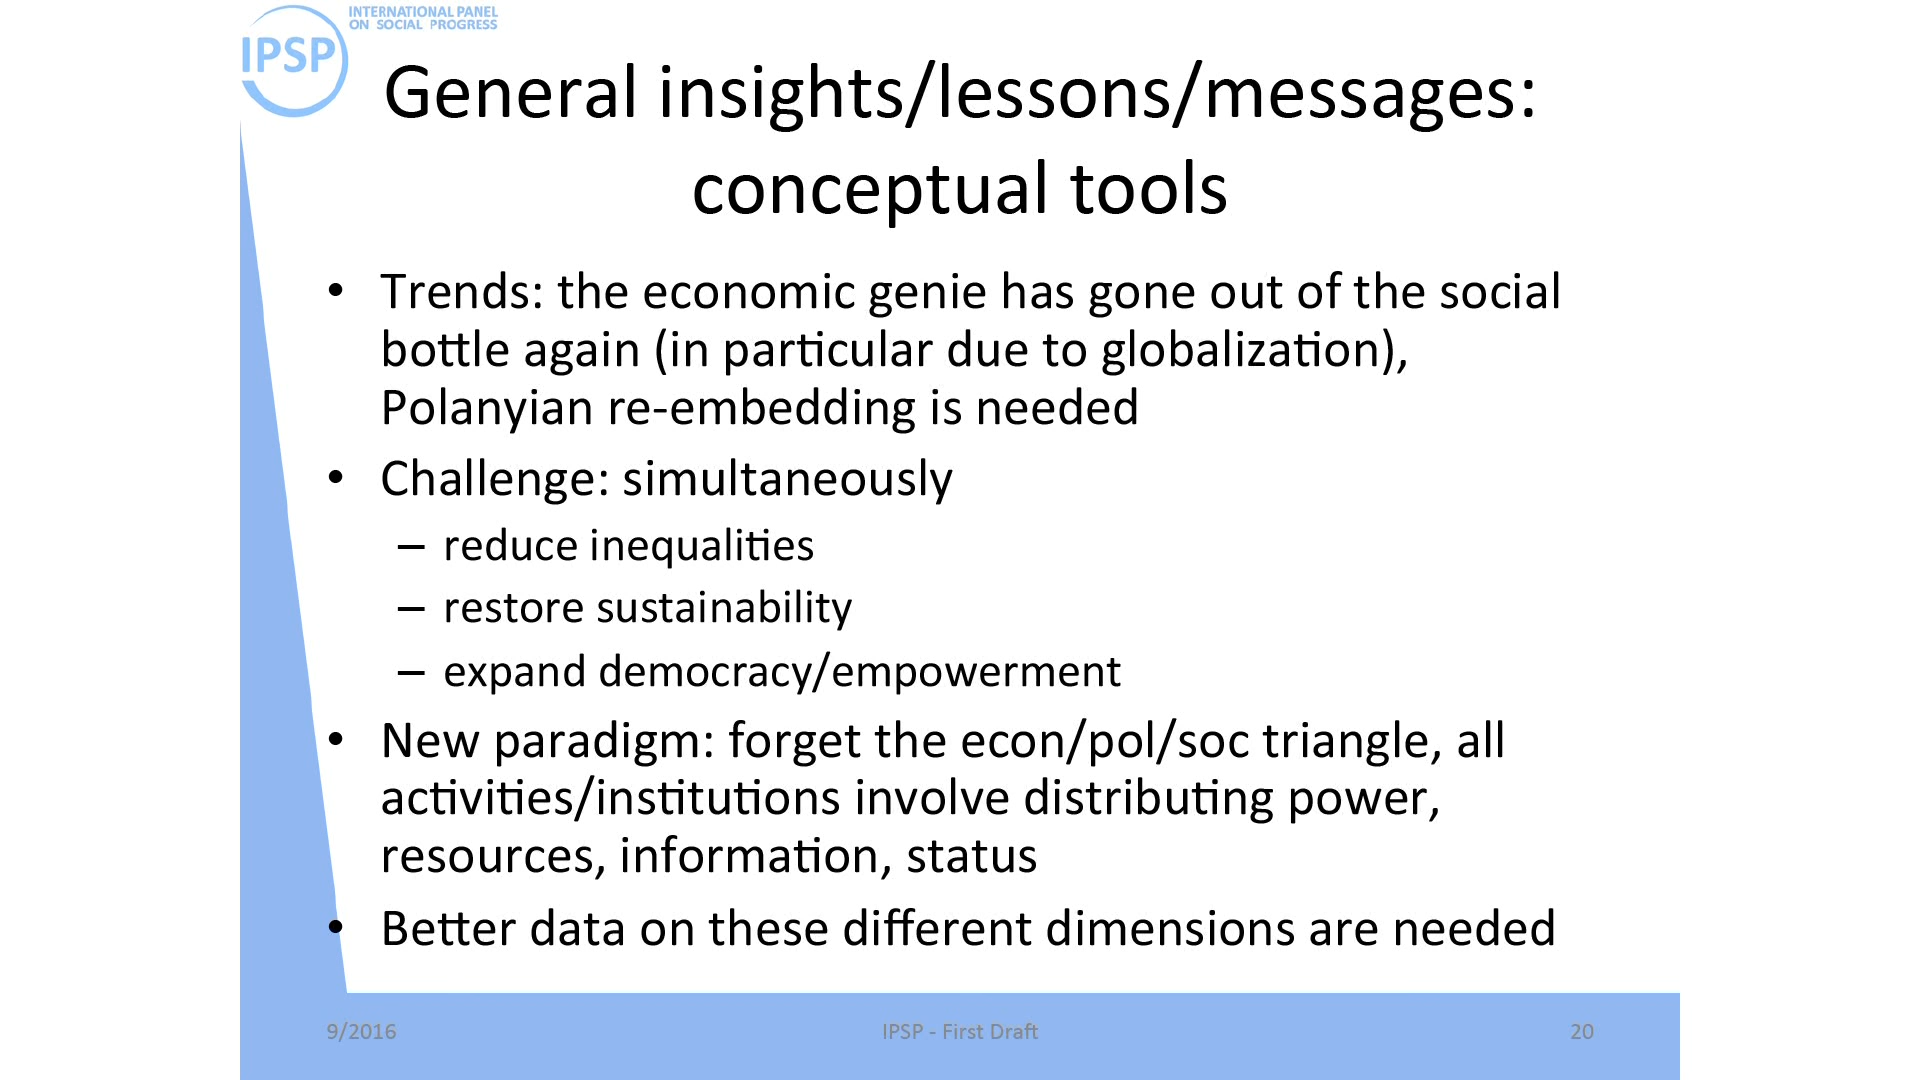 INTERNATIONAL PANEL
ON SOCIAL PROGRESS
IPSP
General insights/lessons/messages:
conceptual tools
• Trends: the economic genie has gone out of the social
bottle again (in particular due to globalization),
Polanyian re-embedding is needed
• Challenge: simultaneously
– reduce inequalities
– restore sustainability
– expand democracy/empowerment
• New paradigm: forget the econ/pol/soc triangle, all
activities/institutions involve distributing power,
resources, information, status
• Better data on these different dimensions are needed
9/2016
IPSP - First Draft
20